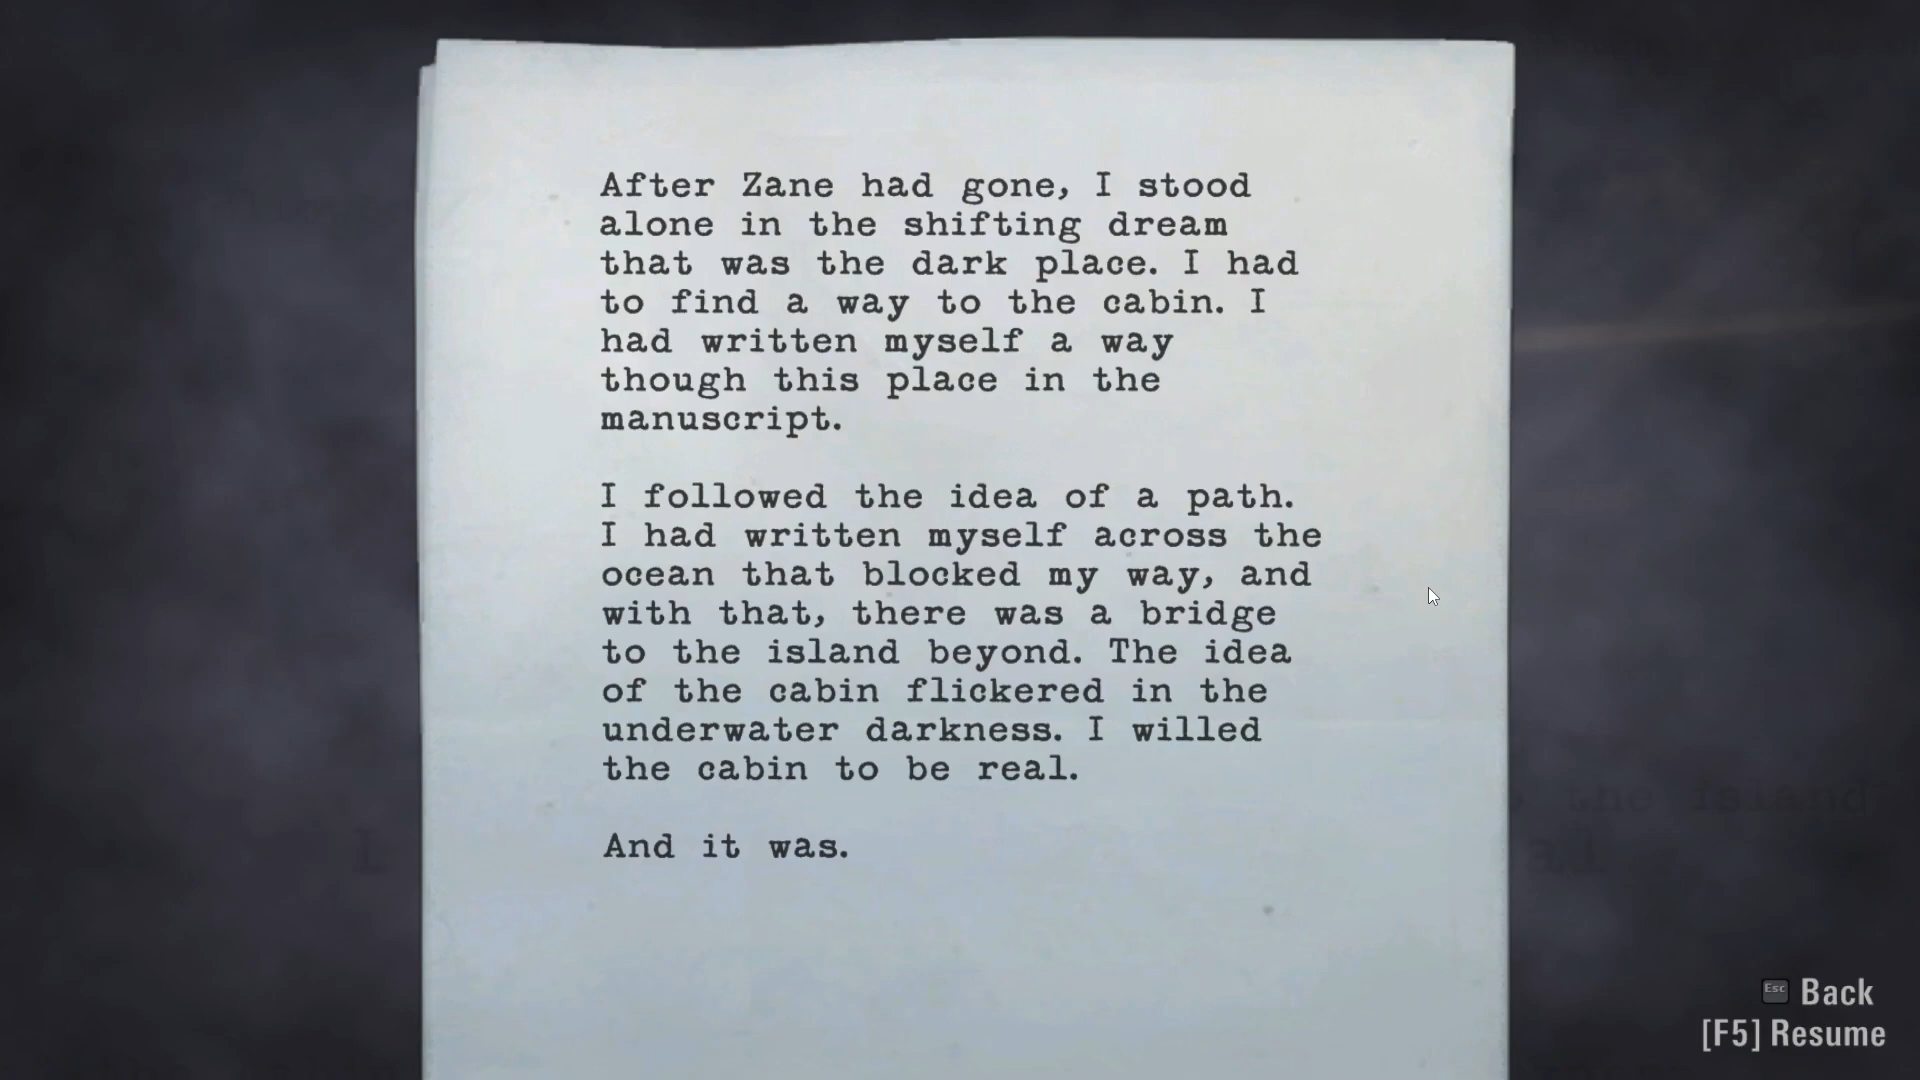 After Zane had gone, I stood
alone in the shifting dream
that was the dark place. I had
to find a way to the cabin. I
had written myself a way
though this place in the
manuscript.
I followed the idea of a path.
I had written myself across the
ocean that blocked my way, and
with that, there was a bridge
to the island beyond. The idea
of the cabin flickered in the
underwater darkness. I willed
the cabin to be real.
And it was.
the island
Esc Back
[F5] Resume